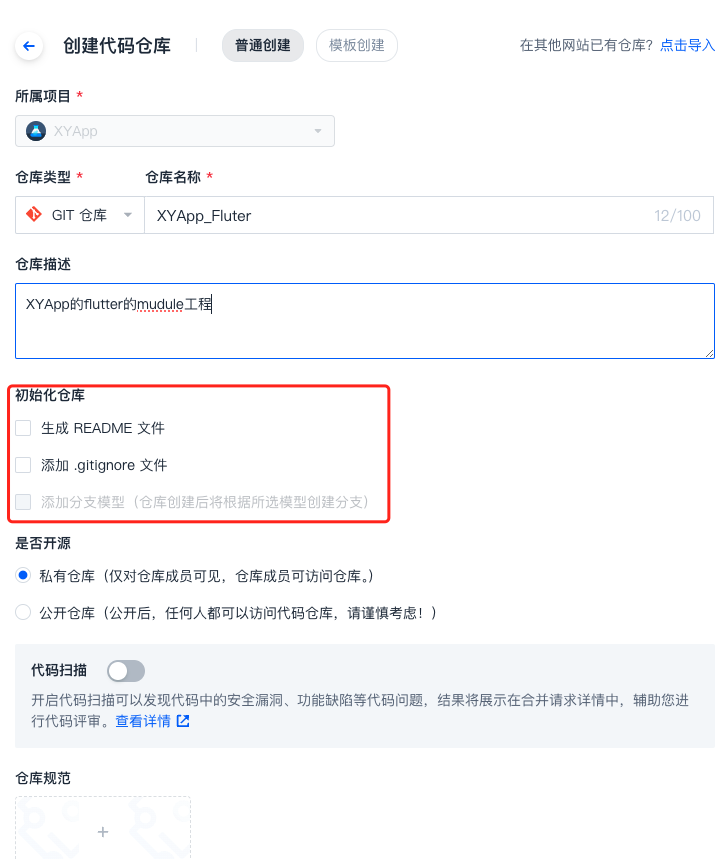 创建代码仓库 普通创建 模板创建 在其他网站已有仓库？点击导入
所属项目 *
XYApp
仓库类型 * 仓库名称 *
GIT 仓库 XYApp_Fluter 12/100
仓库描述
XYApp的flutter的mudule工程
初始化仓库
生成 README 文件
添加 .gitignore 文件
添加分支模型（仓库创建后将根据所选模型创建分支）
是否开源
私有仓库（仅对仓库成员可见，仓库成员可访问仓库。）
公开仓库（公开后，任何人都可以访问代码仓库，请谨慎考虑！）
代码扫描
开启代码扫描可以发现代码中的安全漏洞、功能缺陷等代码问题，结果将展示在合并请求详情中，辅助您进
行代码评审。查看详情
仓库规范